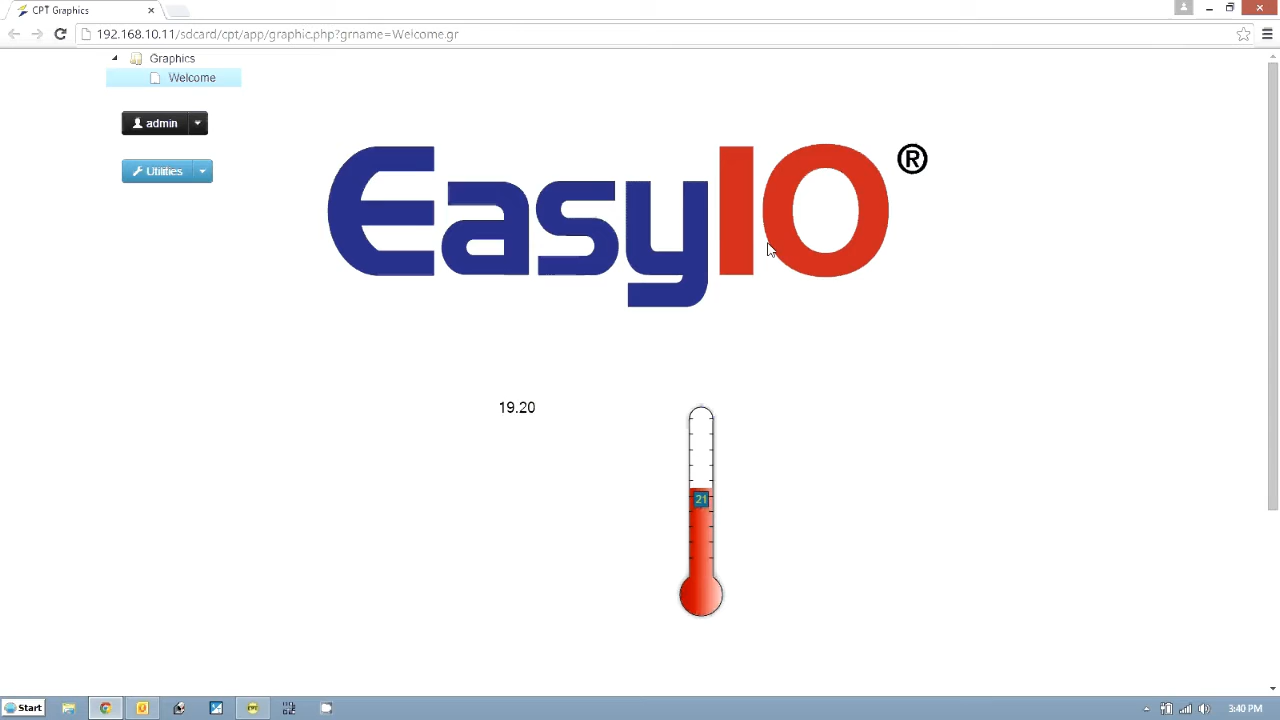 CPT Graphics
192.168.10.11/sdcard/cpt/app/graphic.php?grname=Welcome.gr
Graphics
Welcome
admin
Utilities
EasyIO®
19.20
21
Start
3:40 PM